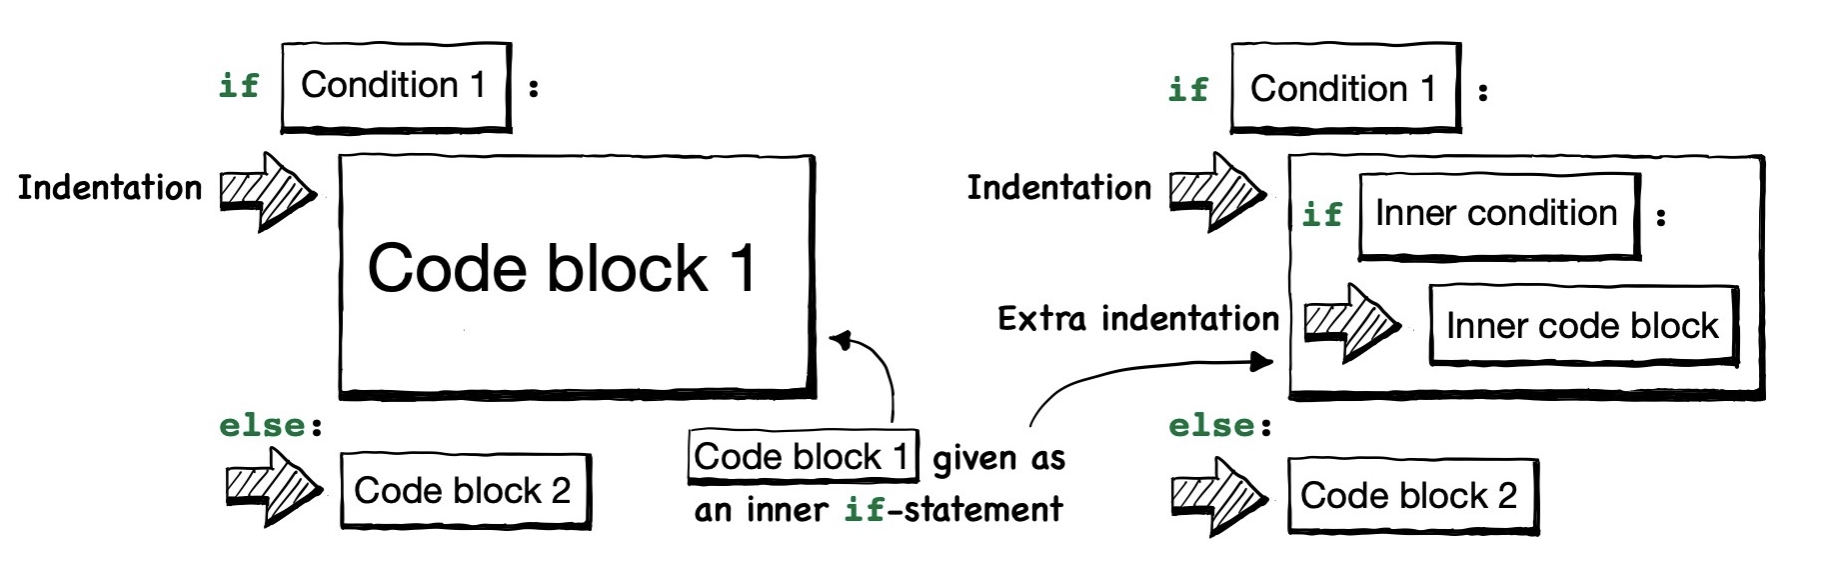 if Condition 1 :
Indentation
Code block 1
else:
Code block 2
Code block 1 given as
an inner if-statement
if Condition 1 :
Indentation
if Inner condition :
Extra indentation
Inner code block
else:
Code block 2